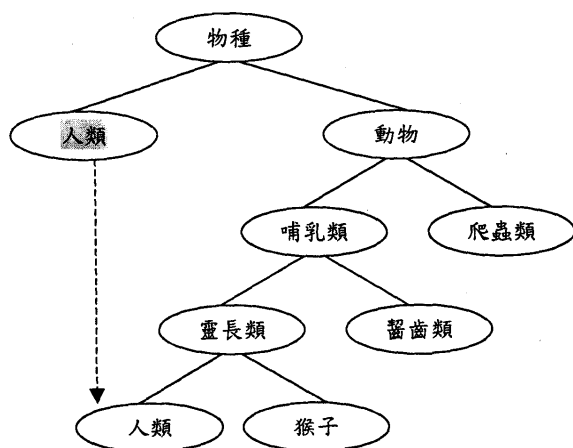 物種
人類 動物
哺乳類 爬蟲類
靈長類 齧齒類
人類 猴子